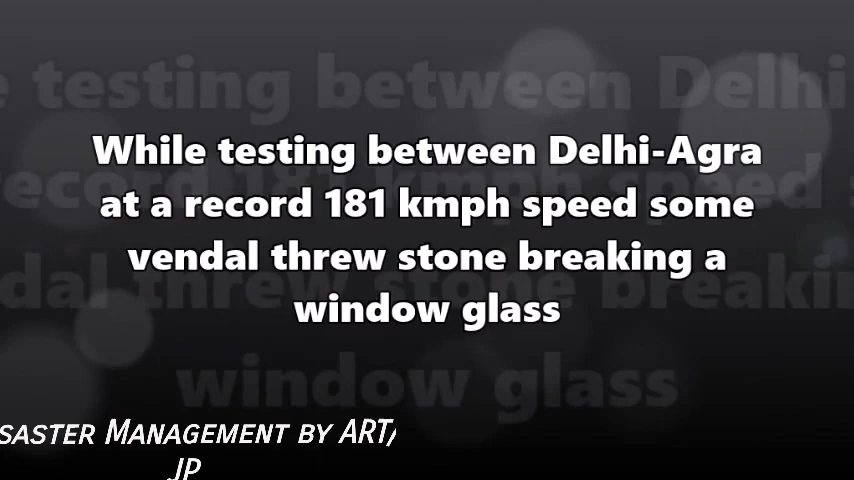 While testing between Delhi-Agra
at a record 181 kmph speed some
vendal threw stone breaking a
window glass
SASTER MANAGEMENT BY ART/
JP